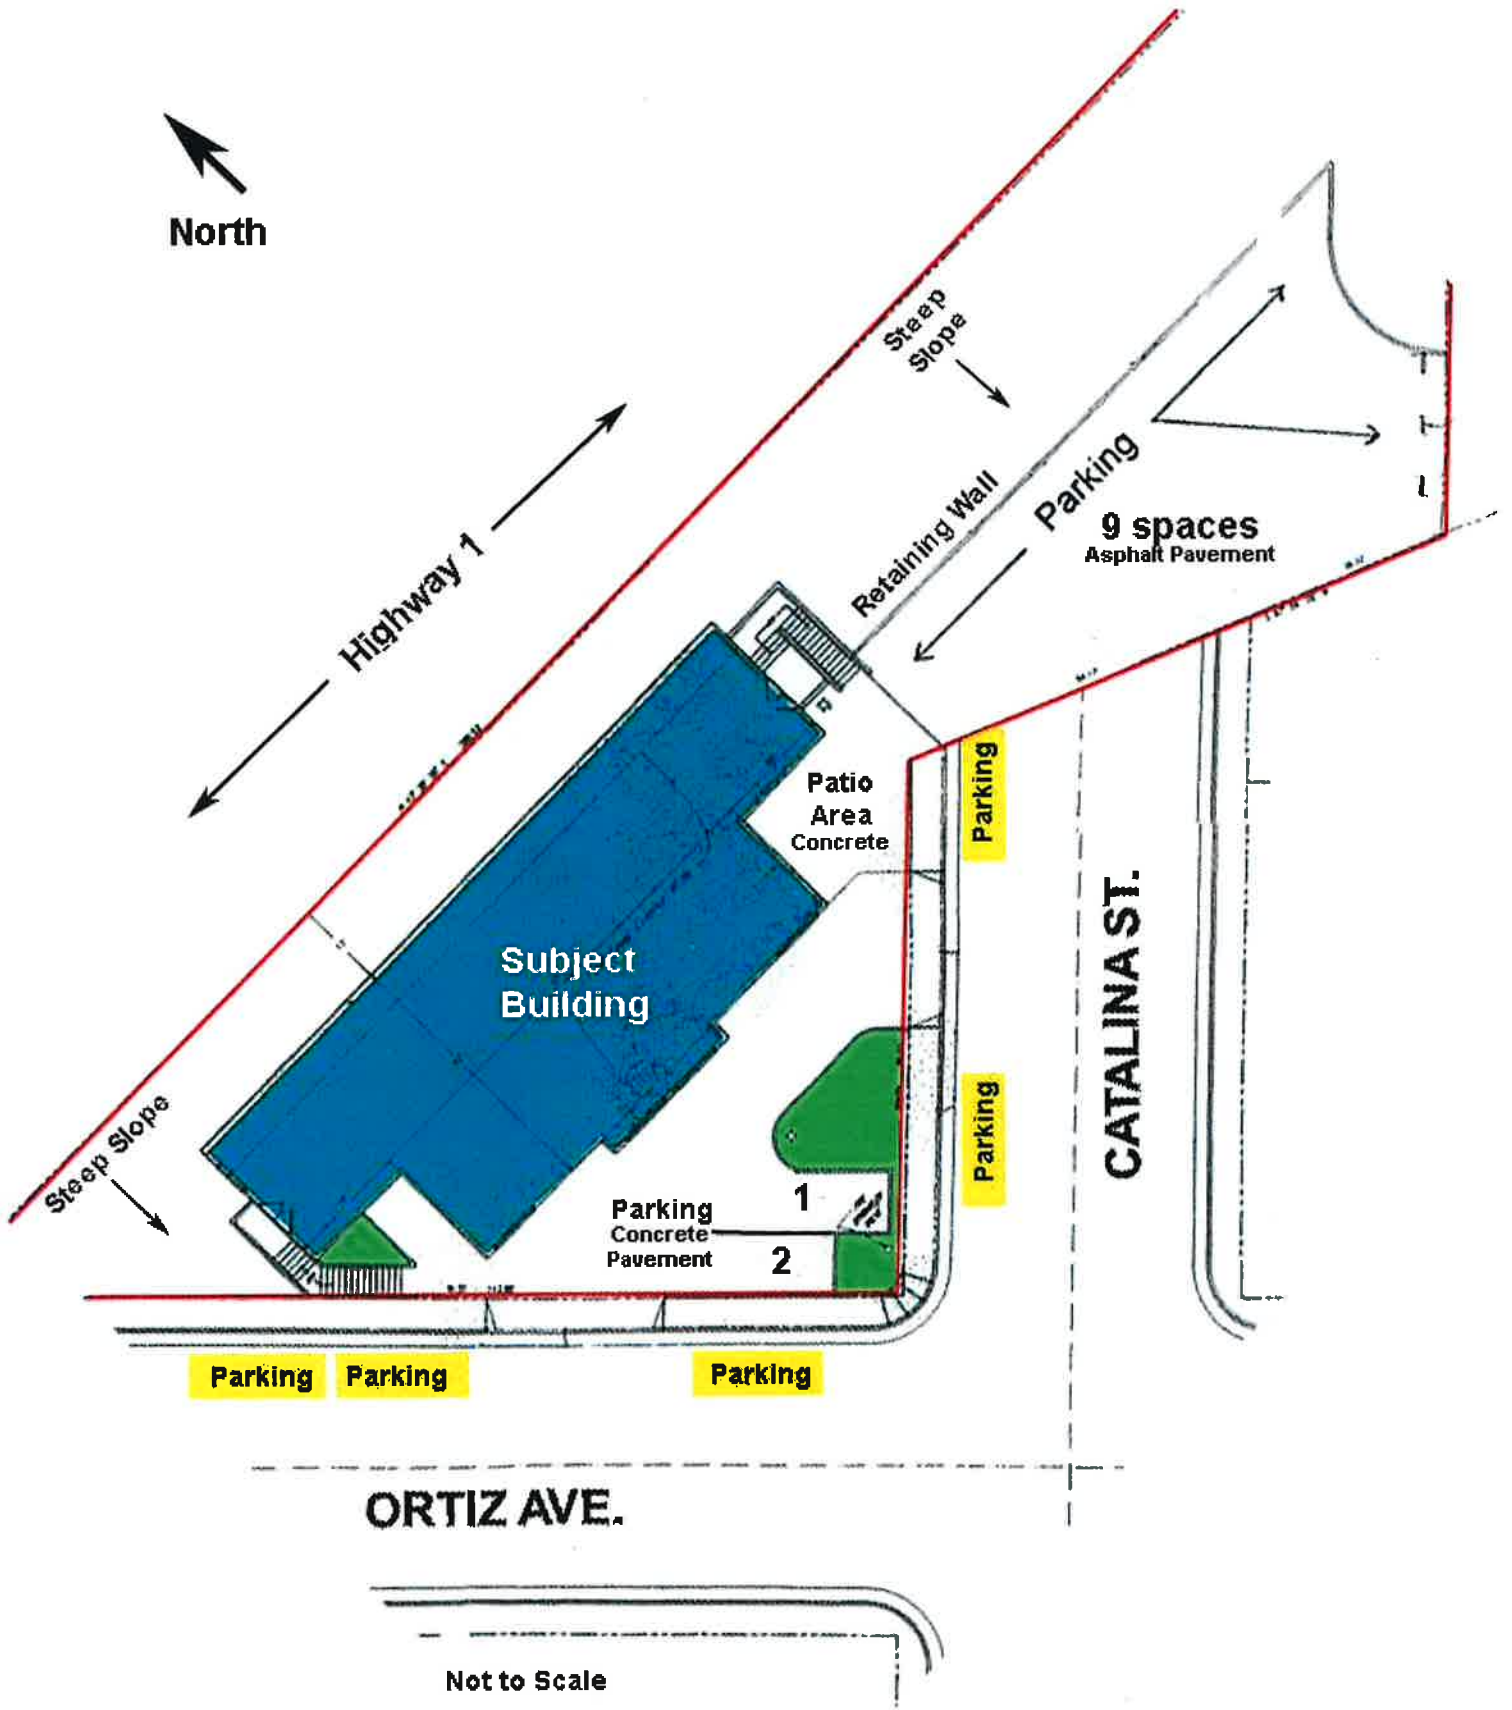 North
Steep
Slope
Highway 1
Retaining Wall
Parking
9 spaces
Asphalt Pavement
Parking
Patio
Area
Concrete
CATALINA ST.
Subject
Building
Parking
Steep Slope
1
Parking
Concrete
Pavement
2
Parking
Parking
Parking
ORTIZ AVE.
Not to Scale